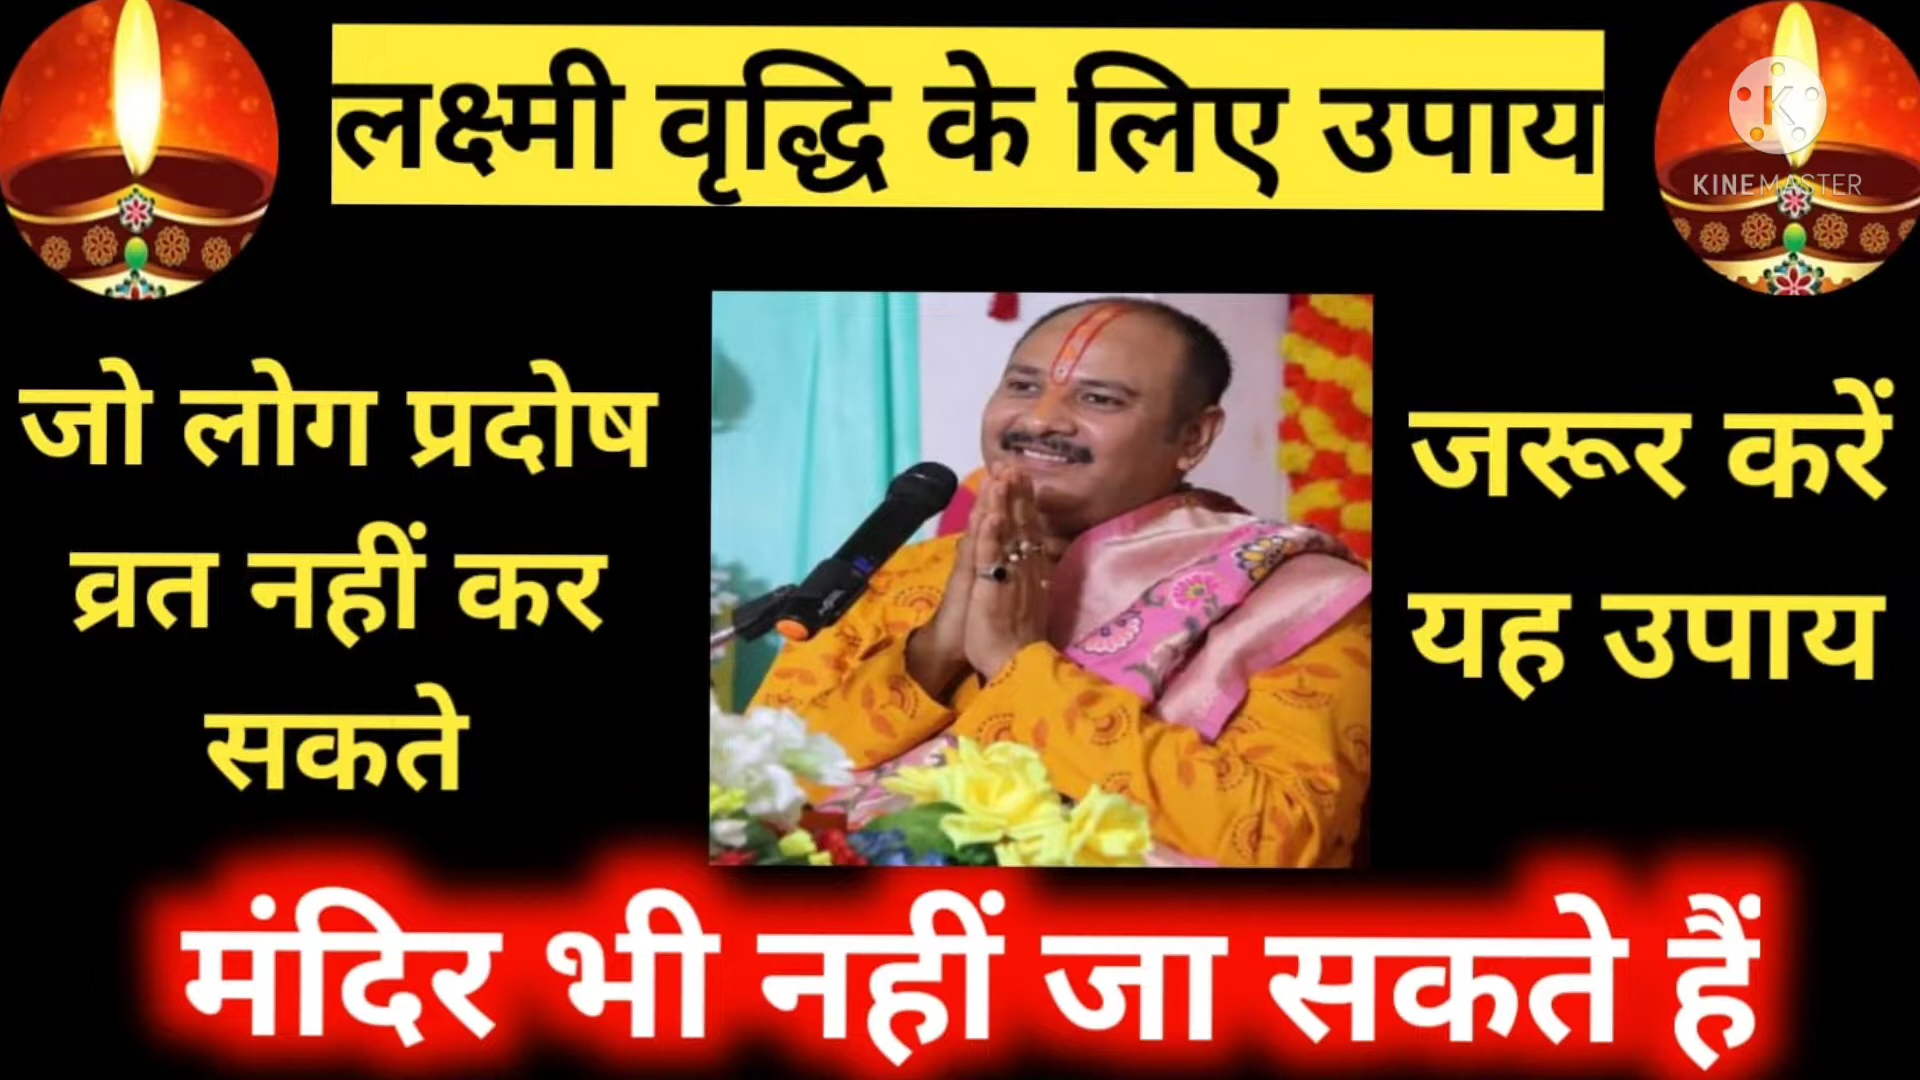 लक्ष्मी वृद्धि के लिए उपाय
KINEMASTER
जो लोग प्रदोष
व्रत नहीं कर
सकते
जरूर करें
यह उपाय
मंदिर भी नहीं जा सकते हैं